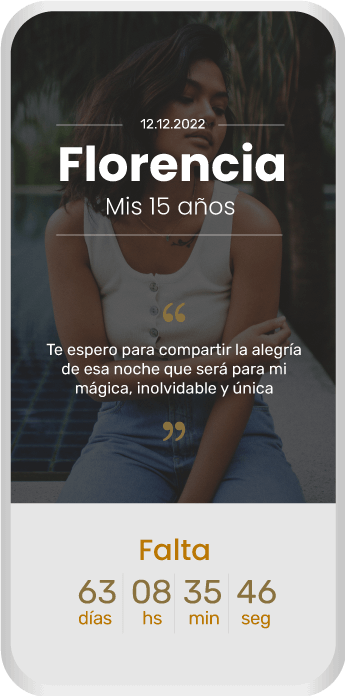 12.12.2022
Florencia
Mis 15 años
“
Te espero para compartir la alegría
de esa noche que será para mi
mágica, inolvidable y única
”
Falta
63 08 35 46
días hs min seg